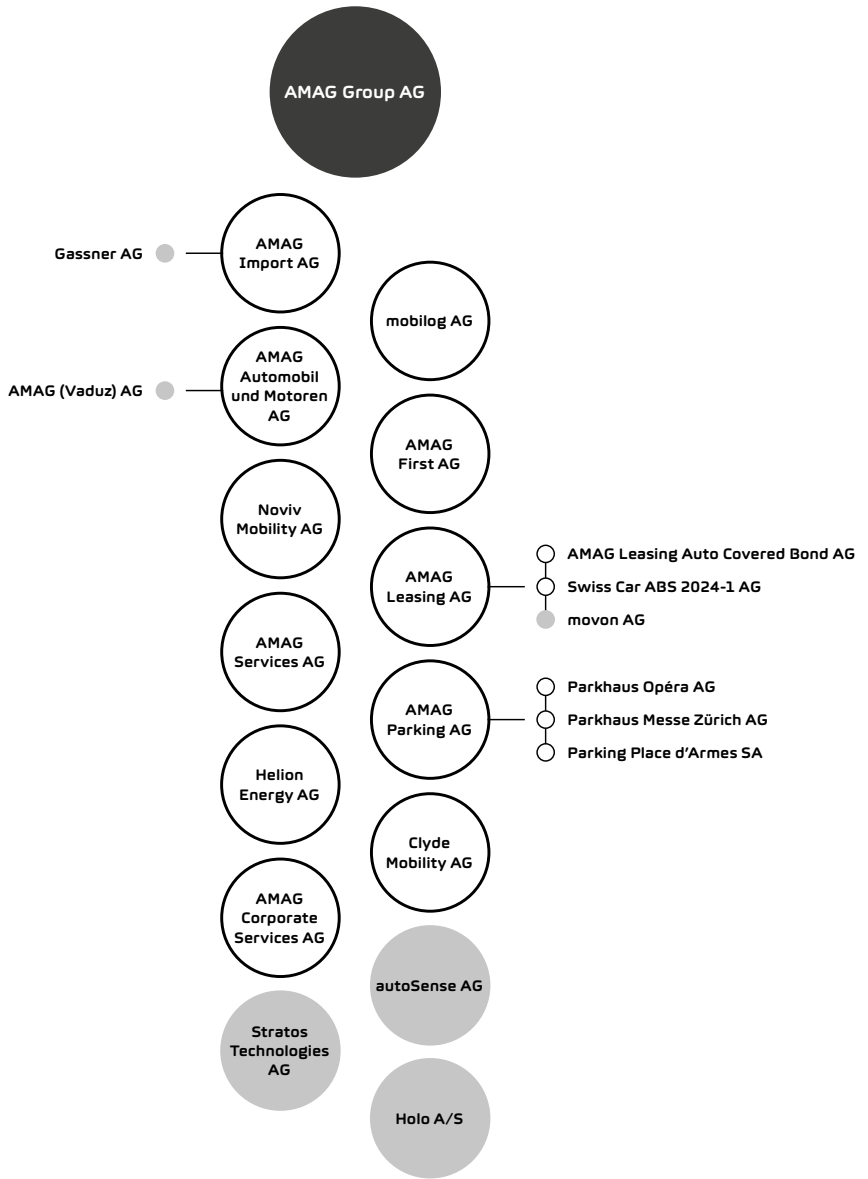 AMAG Group AG
Gassner AG
AMAG
Import AG
mobilog AG
AMAG (Vaduz) AG
AMAG
Automobil
und Motoren
AG
AMAG
First AG
Noviv
Mobility AG
AMAG
Leasing AG
AMAG Leasing Auto Covered Bond AG
Swiss Car ABS 2024-1 AG
movon AG
AMAG
Services AG
AMAG
Parking AG
Parkhaus Opéra AG
Parkhaus Messe Zürich AG
Parking Place d’Armes SA
Helion
Energy AG
Clyde
Mobility AG
AMAG
Corporate
Services AG
autoSense AG
Stratos
Technologies
AG
Holo A/S